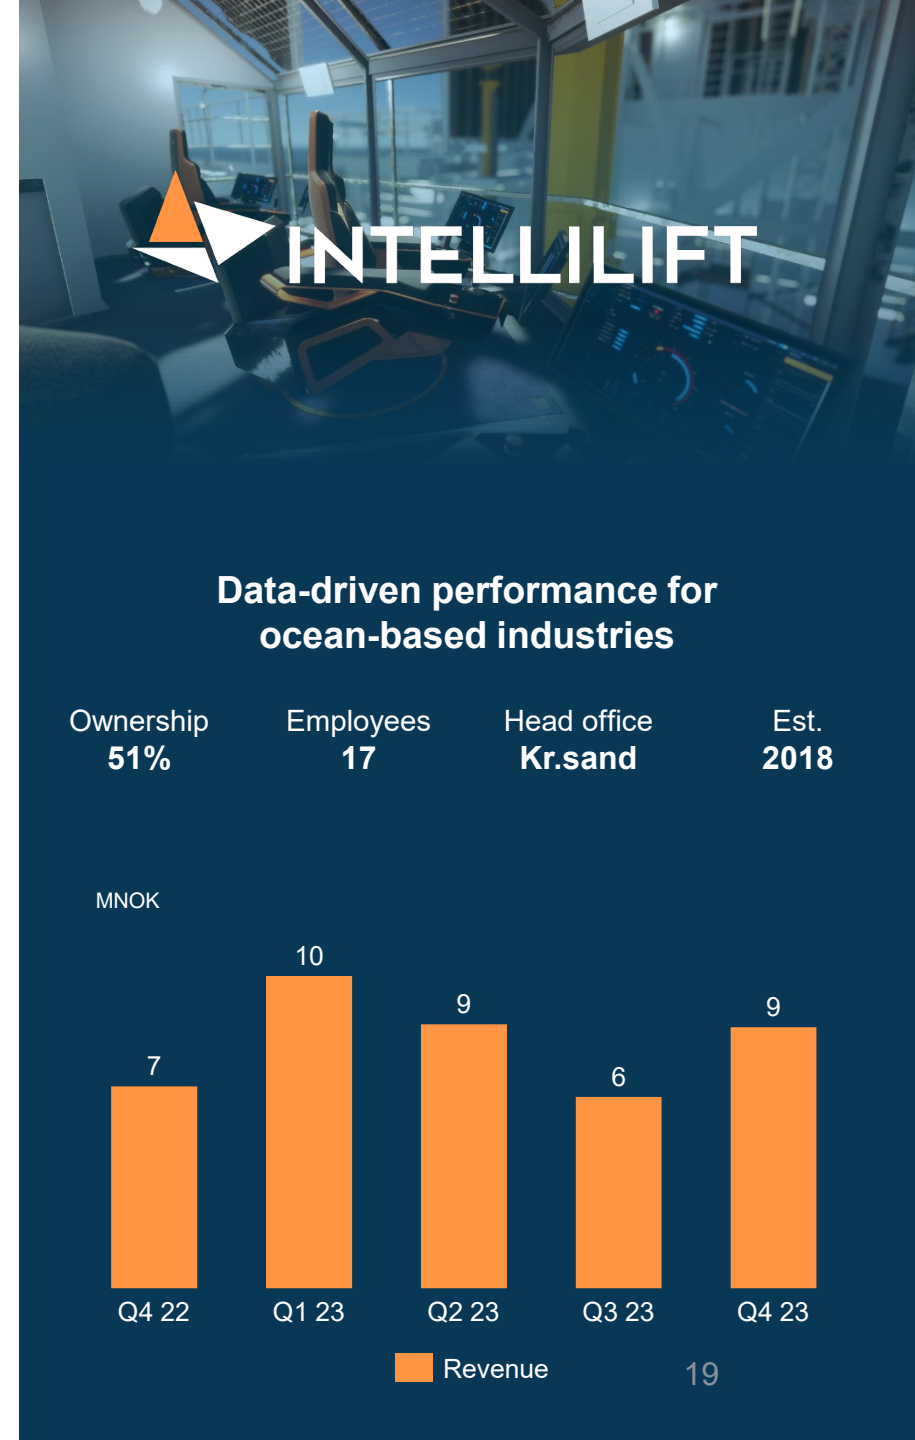 INTELLILIFT
Data-driven performance for
ocean-based industries
Ownership Employees Head office Est.
51% 17 Kr.sand 2018
MNOK
7 10 9 6 9
Q4 22 Q1 23 Q2 23 Q3 23 Q4 23
Revenue
19